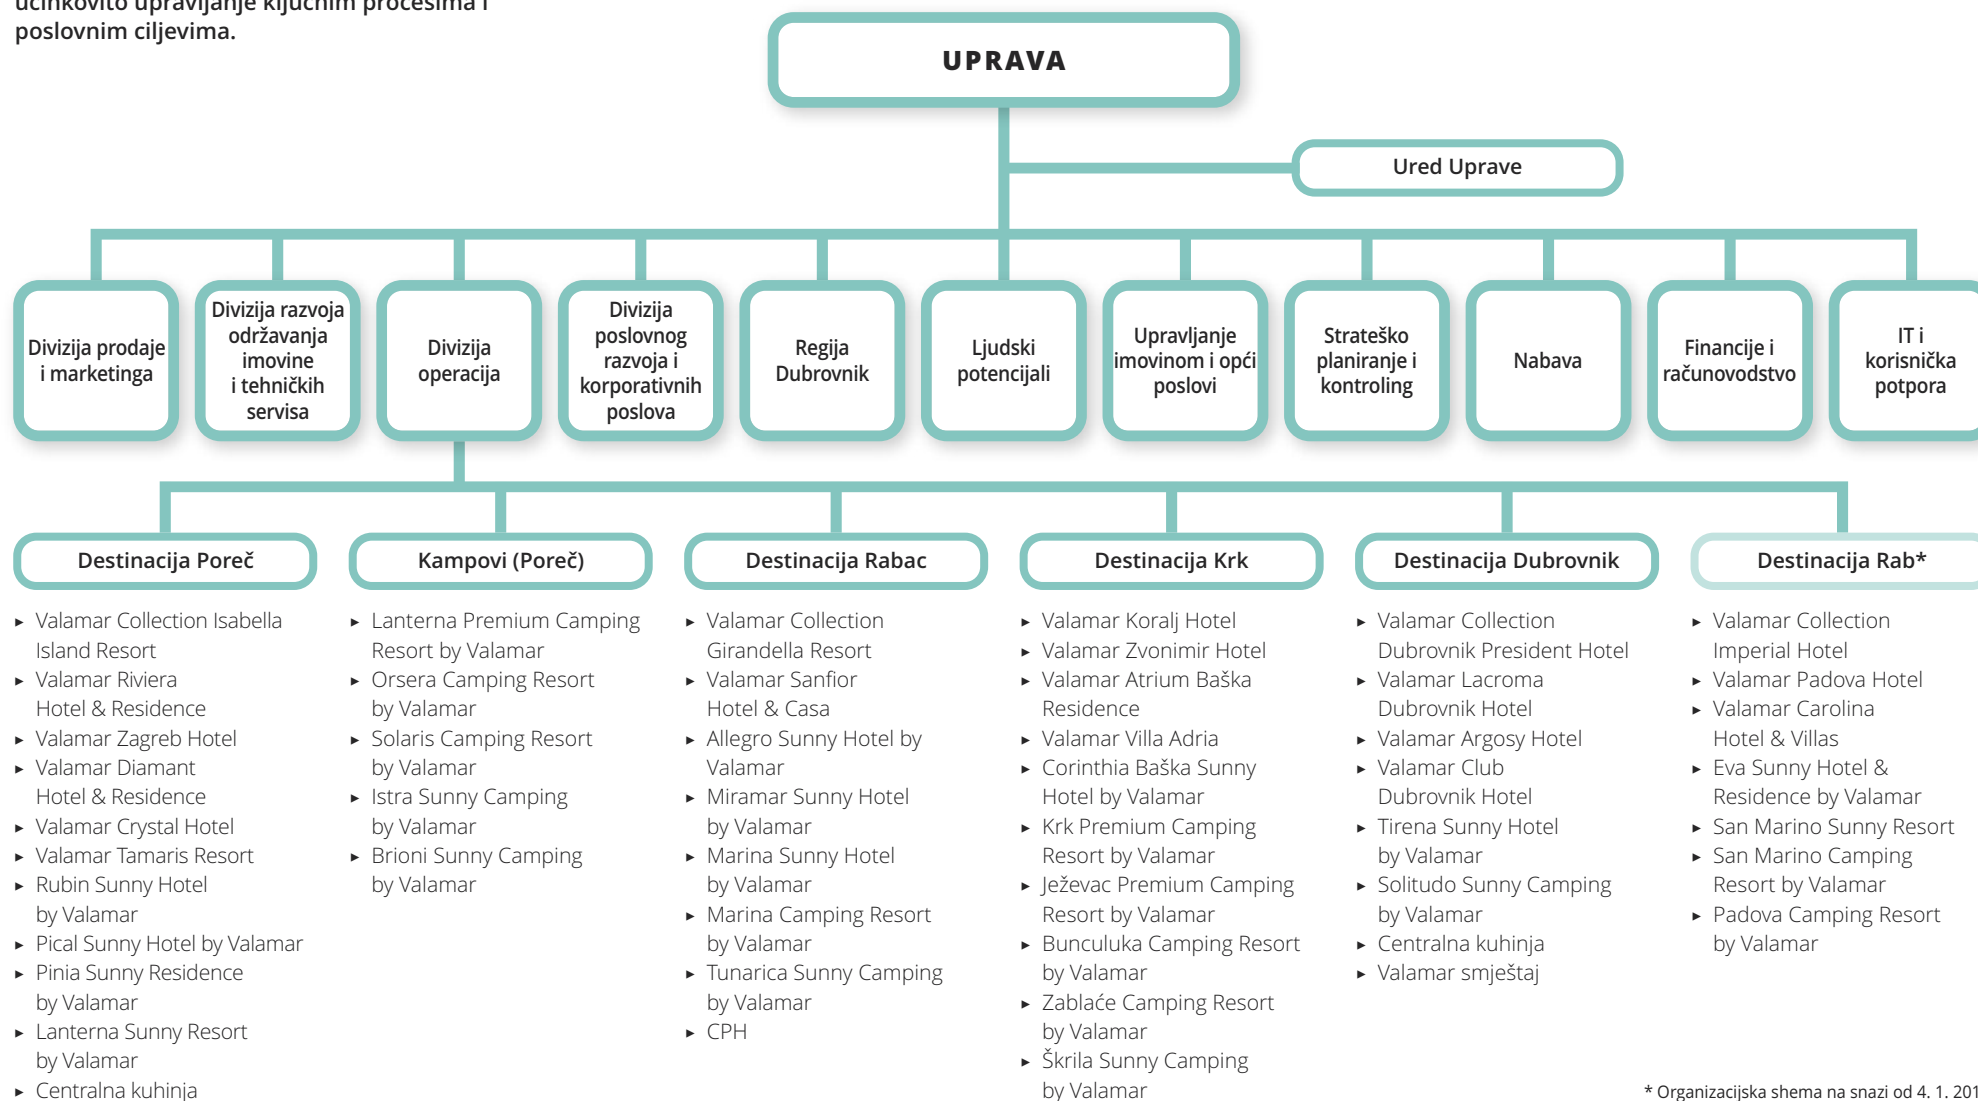 učinkovito upravljanje ključnim procesima i
poslovnim ciljevima.
UPRAVA
Ured Uprave
Divizija prodaje
i marketinga
Divizija razvoja
održavanja
imovine
i tehničkih
servisa
Divizija
operacija
Divizija
poslovnog
razvoja i
korporativnih
poslova
Regija
Dubrovnik
Ljudski
potencijali
Upravljanje
imovinom i opći
poslovi
Strateško
planiranje i
kontroling
Nabava
Financije i
računovodstvo
IT i
korisnička
potpora
Destinacija Poreč
▸ Valamar Collection Isabella
Island Resort
▸ Valamar Riviera
Hotel & Residence
▸ Valamar Zagreb Hotel
▸ Valamar Diamant
Hotel & Residence
▸ Valamar Crystal Hotel
▸ Valamar Tamaris Resort
▸ Rubin Sunny Hotel
by Valamar
▸ Pical Sunny Hotel by Valamar
▸ Pinia Sunny Residence
by Valamar
▸ Lanterna Sunny Resort
by Valamar
▸ Centralna kuhinja
Kampovi (Poreč)
▸ Lanterna Premium Camping
Resort by Valamar
▸ Orsera Camping Resort
by Valamar
▸ Solaris Camping Resort
by Valamar
▸ Istra Sunny Camping
by Valamar
▸ Brioni Sunny Camping
by Valamar
Destinacija Rabac
▸ Valamar Collection
Girandella Resort
▸ Valamar Sanfior
Hotel & Casa
▸ Allegro Sunny Hotel by
Valamar
▸ Miramar Sunny Hotel
by Valamar
▸ Marina Sunny Hotel
by Valamar
▸ Marina Camping Resort
by Valamar
▸ Tunarica Sunny Camping
by Valamar
▸ CPH
Destinacija Krk
▸ Valamar Koralj Hotel
▸ Valamar Zvonimir Hotel
▸ Valamar Atrium Baška
Residence
▸ Valamar Villa Adria
▸ Corinthia Baška Sunny
Hotel by Valamar
▸ Krk Premium Camping
Resort by Valamar
▸ Ježevac Premium Camping
Resort by Valamar
▸ Bunculuka Camping Resort
by Valamar
▸ Zablaće Camping Resort
by Valamar
▸ Škrila Sunny Camping
by Valamar
Destinacija Dubrovnik
▸ Valamar Collection
Dubrovnik President Hotel
▸ Valamar Lacroma
Dubrovnik Hotel
▸ Valamar Argosy Hotel
▸ Valamar Club
Dubrovnik Hotel
▸ Tirena Sunny Hotel
by Valamar
▸ Solitudo Sunny Camping
by Valamar
▸ Centralna kuhinja
▸ Valamar smještaj
Destinacija Rab*
▸ Valamar Collection
Imperial Hotel
▸ Valamar Padova Hotel
▸ Valamar Carolina
Hotel & Villas
▸ Eva Sunny Hotel &
Residence by Valamar
▸ San Marino Sunny Resort
▸ San Marino Camping
Resort by Valamar
▸ Padova Camping Resort
by Valamar
* Organizacijska shema na snazi od 4. 1. 201